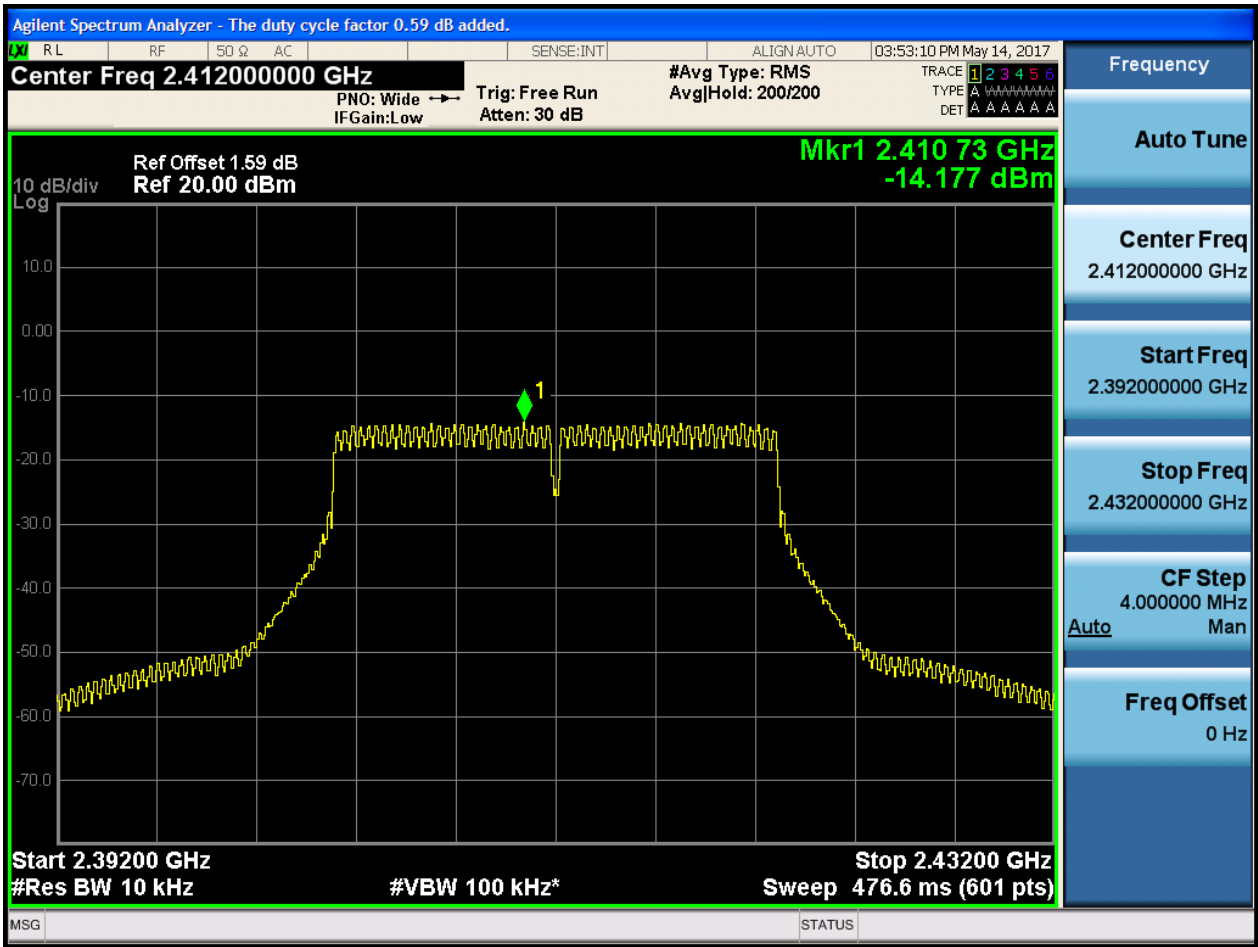 Agilent Spectrum Analyzer - The duty cycle factor 0.59 dB added.
LXI RL RF 50 Ω AC SENSE:INT ALIGN AUTO 03:53:10 PM May 14, 2017
Center Freq 2.412000000 GHz
PNO: Wide
IFGain:Low
Trig: Free Run
Atten: 30 dB
#Avg Type: RMS
Avg|Hold: 200/200
TRACE 1 2 3 4 5 6
TYPE A WWWWW
DET A A A A A A
Ref Offset 1.59 dB
10 dB/div Ref 20.00 dBm
Log
Mkr1 2.410 73 GHz
-14.177 dBm
10.0
0.00
1
-10.0
-20.0
-30.0
-40.0
-50.0
-60.0
-70.0
Start 2.39200 GHz Stop 2.43200 GHz
#Res BW 10 kHz #VBW 100 kHz* Sweep 476.6 ms (601 pts)
MSG STATUS
Frequency
Auto Tune
Center Freq
2.412000000 GHz
Start Freq
2.392000000 GHz
Stop Freq
2.432000000 GHz
CF Step
4.000000 MHz
Auto Man
Freq Offset
0 Hz